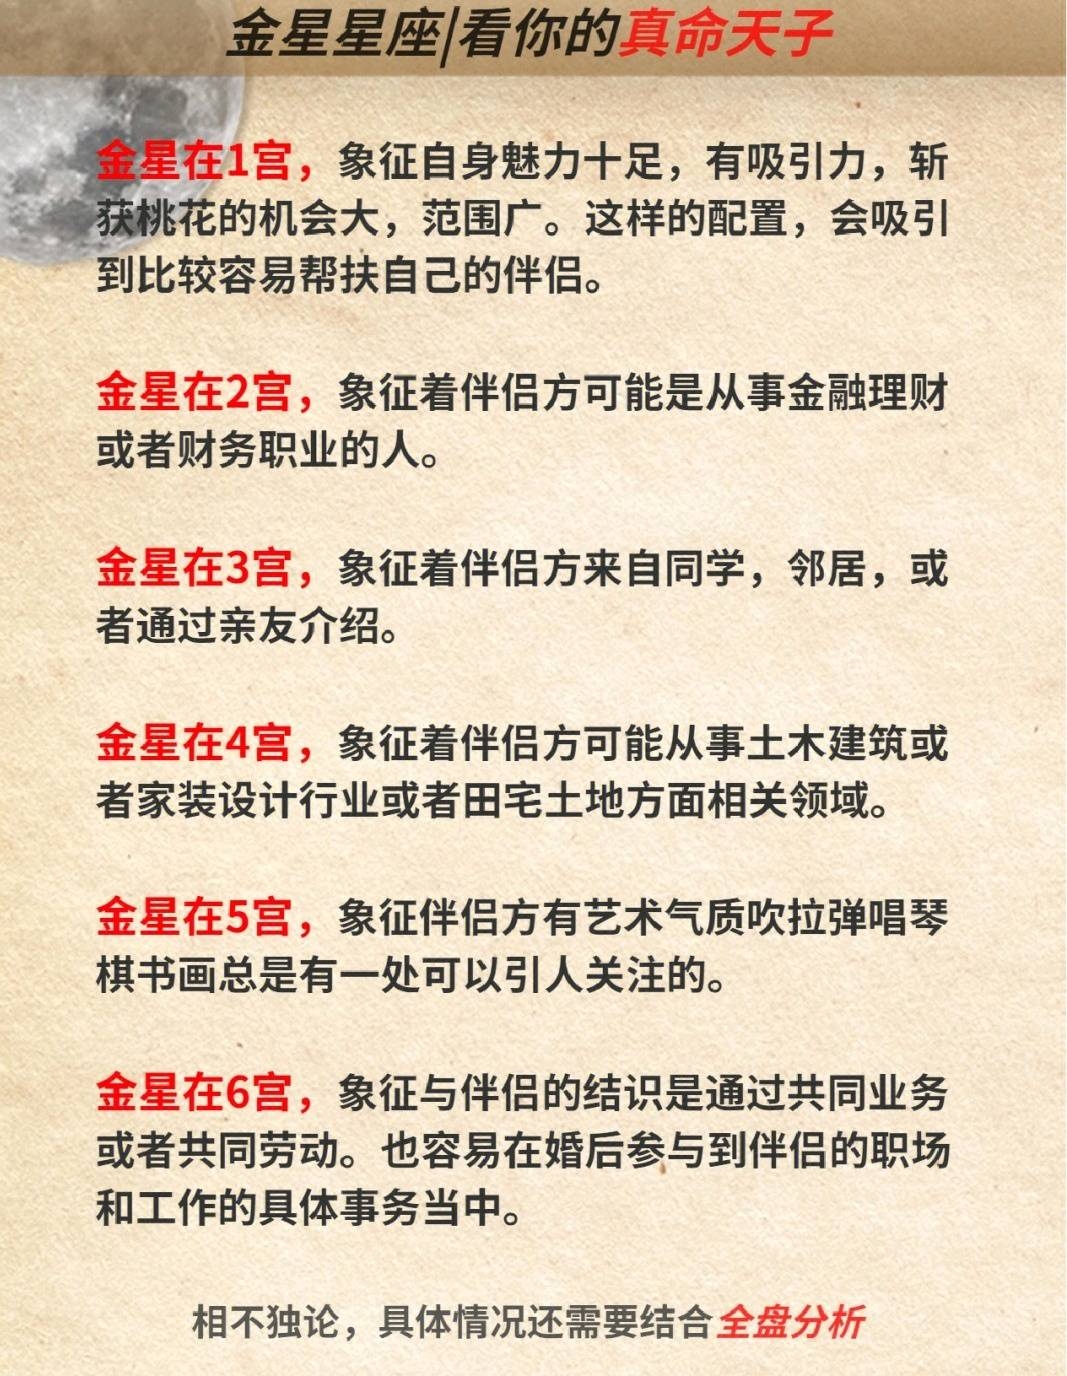 金星星座|看你的真命天子
金星在1宫，象征自身魅力十足，有吸引力，斩
获桃花的机会大，范围广。这样的配置，会吸引
到比较容易帮扶自己的伴侣。
金星在2宫，象征着伴侣方可能是从事金融理财
或者财务职业的人。
金星在3宫，象征着伴侣方来自同学，邻居，或
者通过亲友介绍。
金星在4宫，象征着伴侣方可能从事土木建筑或
者家装设计行业或者田宅土地方面相关领域。
金星在5宫，象征伴侣方有艺术气质吹拉弹唱琴
棋书画总是有一处可以引人关注的。
金星在6宫，象征与伴侣的结识是通过共同业务
或者共同劳动。也容易在婚后参与到伴侣的职场
和工作的具体事务当中。
相不独论，具体情况还需要结合全盘分析